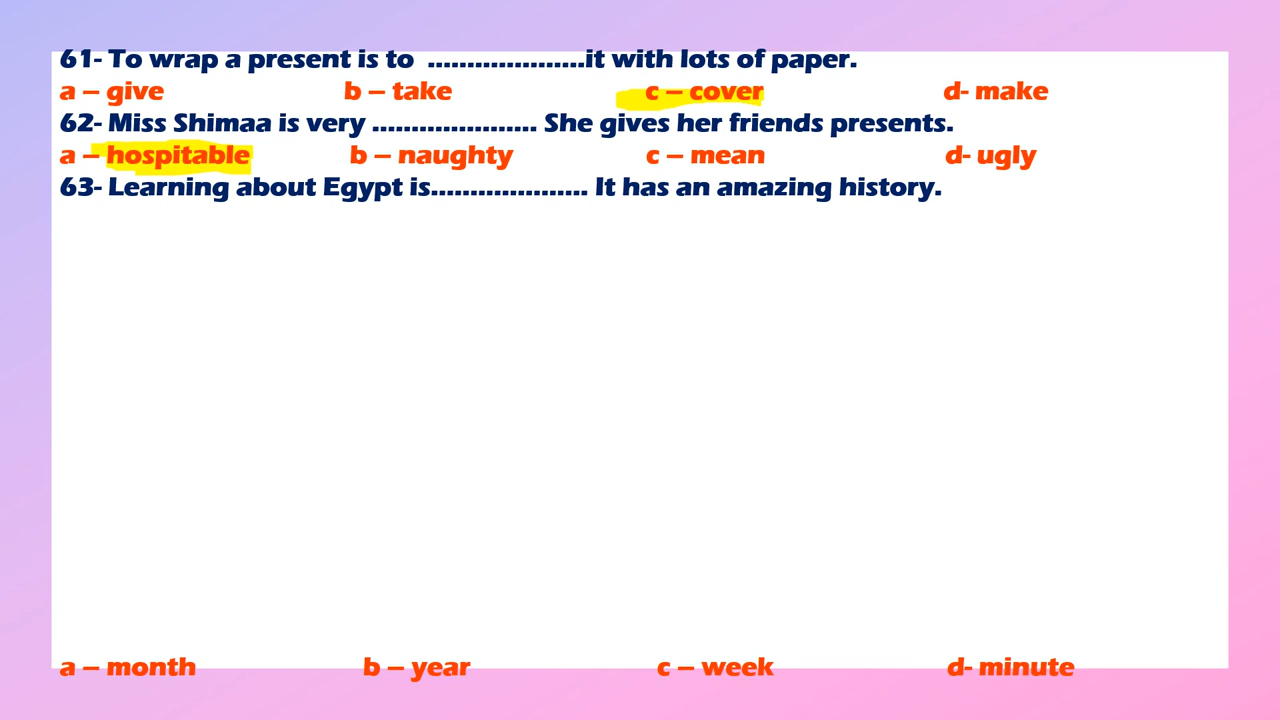 61- To wrap a present is to ....................it with lots of paper.
a – give b – take c – cover d- make
62- Miss Shimaa is very ..................... She gives her friends presents.
a – hospitable b – naughty c – mean d- ugly
63- Learning about Egypt is.................... It has an amazing history.
a – month b – year c – week d- minute